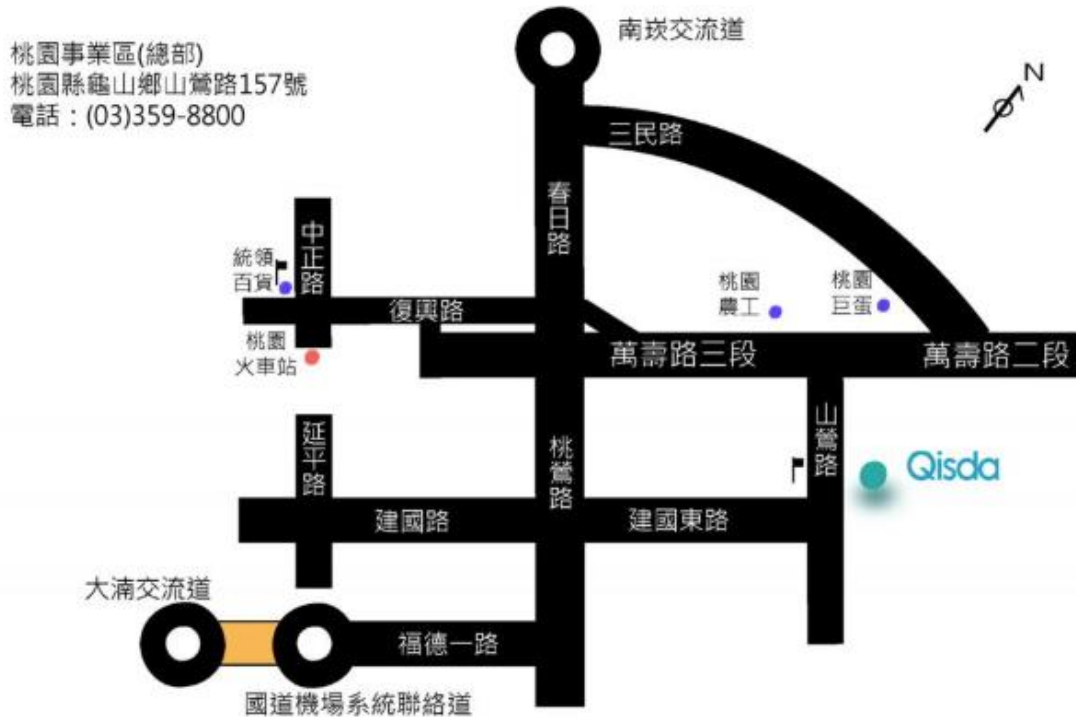 桃園事業區(總部)
桃園縣龜山鄉山鶯路157號
電話：(03)359-8800
南崁交流道
N
三民路
春日路
中正路
統領
百貨
復興路
桃園
農工
桃園
巨蛋
桃園
火車站
萬壽路三段
萬壽路二段
延平路
桃鶯路
山鶯路
Qisda
建國路
建國東路
大湳交流道
福德一路
國道機場系統聯絡道